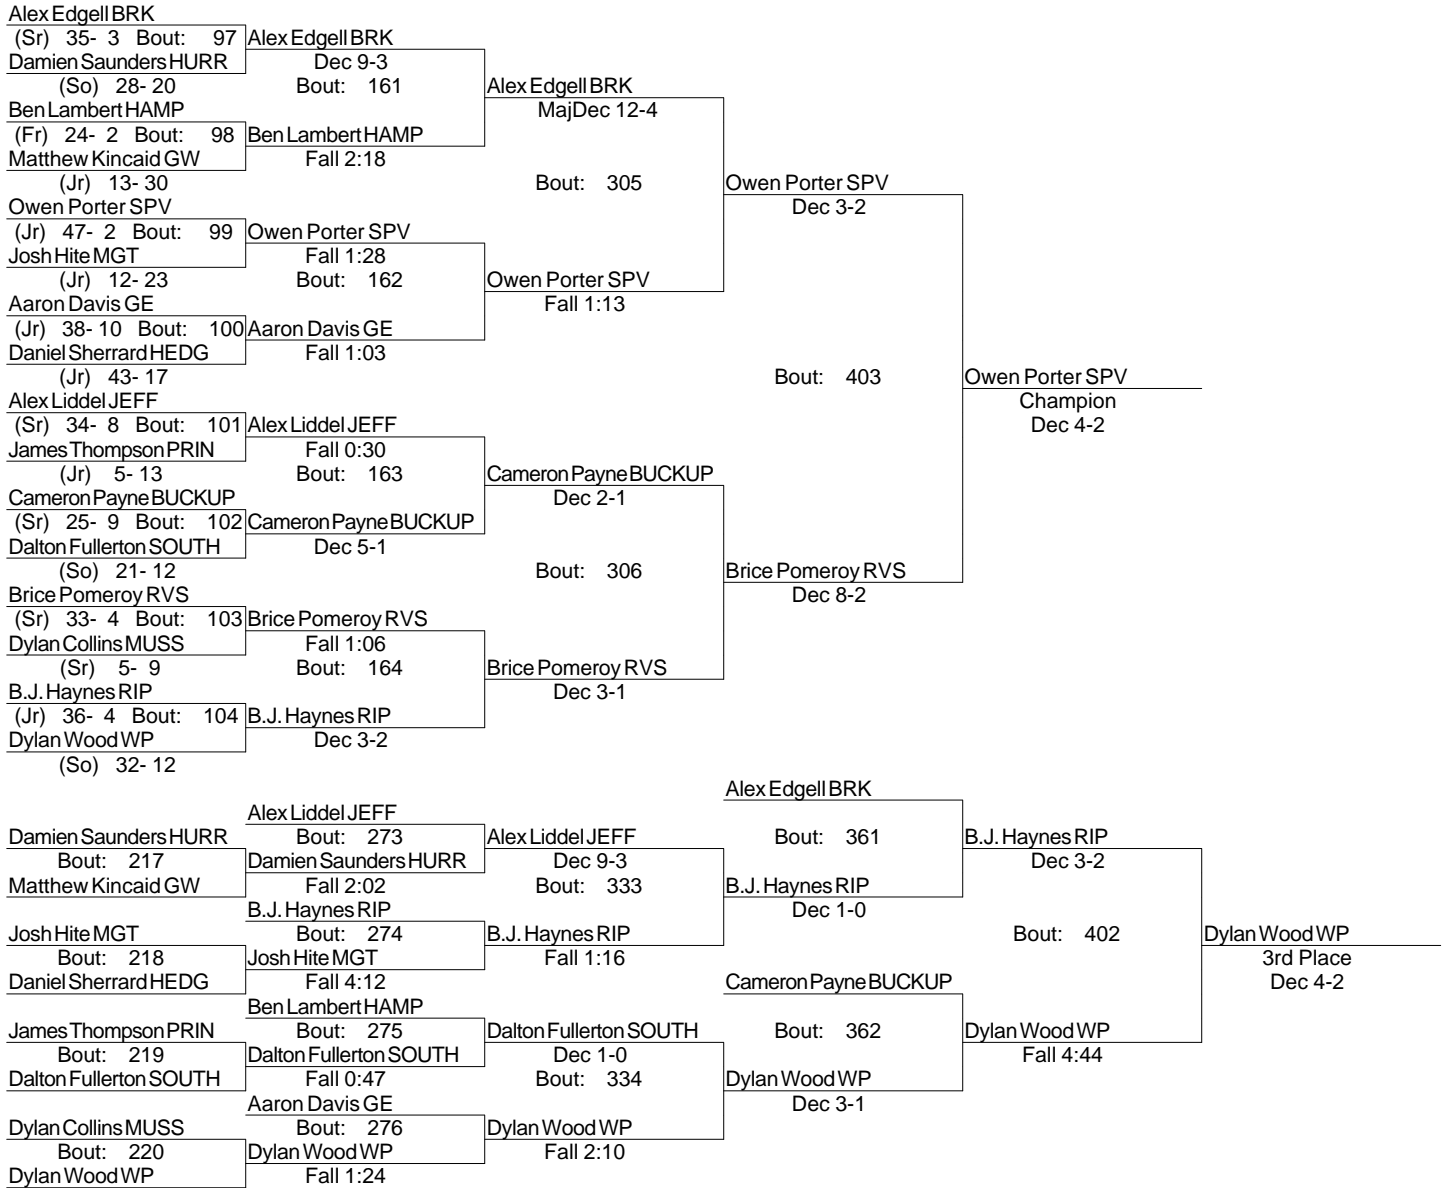 Alex Edgell BRK
(Sr) 35- 3 Bout: 97 Alex Edgell BRK
Damien Saunders HURR Dec 9-3
(So) 28- 20 Bout: 161 Alex Edgell BRK
Ben Lambert HAMP MajDec 12-4
(Fr) 24- 2 Bout: 98 Ben Lambert HAMP
Matthew Kincaid GW Fall 2:18
(Jr) 13- 30 Bout: 305 Owen Porter SPV
Owen Porter SPV Dec 3-2
(Jr) 47- 2 Bout: 99 Owen Porter SPV
Josh Hite MGT Fall 1:28
(Jr) 12- 23 Bout: 162 Owen Porter SPV
Aaron Davis GE Fall 1:13
(Jr) 38- 10 Bout: 100 Aaron Davis GE
Daniel Sherrard HEDG Fall 1:03
(Jr) 43- 17 Bout: 403 Owen Porter SPV
Alex Liddel JEFF Champion
(Sr) 34- 8 Bout: 101 Alex Liddel JEFF Dec 4-2
James Thompson PRIN Fall 0:30
(Jr) 5- 13 Bout: 163 Cameron Payne BUCKUP
Cameron Payne BUCKUP Dec 2-1
(Sr) 25- 9 Bout: 102 Cameron Payne BUCKUP
Dalton Fullerton SOUTH Dec 5-1
(So) 21- 12 Bout: 306 Brice Pomeroy RVS
Brice Pomeroy RVS Dec 8-2
(Sr) 33- 4 Bout: 103 Brice Pomeroy RVS
Dylan Collins MUSS Fall 1:06
(Sr) 5- 9 Bout: 164 Brice Pomeroy RVS
B.J. Haynes RIP Dec 3-1
(Jr) 36- 4 Bout: 104 B.J. Haynes RIP
Dylan Wood WP Dec 3-2
(So) 32- 12
Alex Edgell BRK
Alex Liddel JEFF
Damien Saunders HURR Bout: 273 Alex Liddel JEFF Bout: 361 B.J. Haynes RIP
Bout: 217 Damien Saunders HURR Dec 9-3 Dec 3-2
Matthew Kincaid GW Fall 2:02 Bout: 333 B.J. Haynes RIP
B.J. Haynes RIP Dec 1-0
Josh Hite MGT Bout: 274 B.J. Haynes RIP Bout: 402 Dylan Wood WP
Bout: 218 Josh Hite MGT Fall 1:16 3rd Place
Daniel Sherrard HEDG Fall 4:12 Cameron Payne BUCKUP Dec 4-2
Ben Lambert HAMP
James Thompson PRIN Bout: 275 Dalton Fullerton SOUTH Bout: 362 Dylan Wood WP
Bout: 219 Dalton Fullerton SOUTH Dec 1-0 Fall 4:44
Dalton Fullerton SOUTH Fall 0:47 Bout: 334 Dylan Wood WP
Aaron Davis GE Dec 3-1
Dylan Collins MUSS Bout: 276 Dylan Wood WP
Bout: 220 Dylan Wood WP Fall 2:10
Dylan Wood WP Fall 1:24